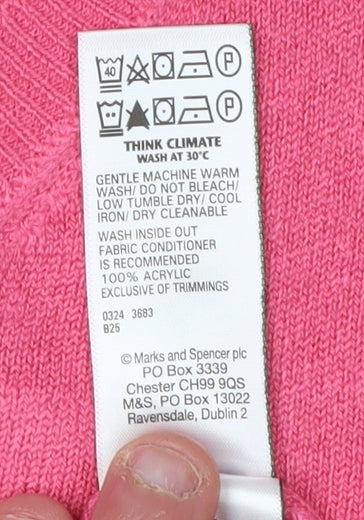 40 P
P
THINK CLIMATE
WASH AT 30°C
GENTLE MACHINE WARM
WASH/ DO NOT BLEACH/
LOW TUMBLE DRY/ COOL
IRON/ DRY CLEANABLE
WASH INSIDE OUT
FABRIC CONDITIONER
IS RECOMMENDED
100% ACRYLIC
EXCLUSIVE OF TRIMMINGS
0324 3683
B25
© Marks and Spencer plc
PO Box 3339
Chester CH99 9QS
M&S, PO Box 13022
Ravensdale, Dublin 2